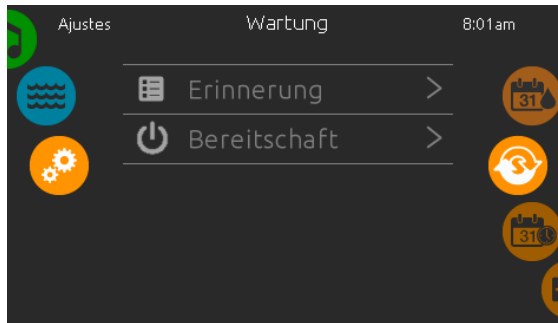 Ajustes Wartung 8:01am
Erinnerung
31
Bereitschaft
31